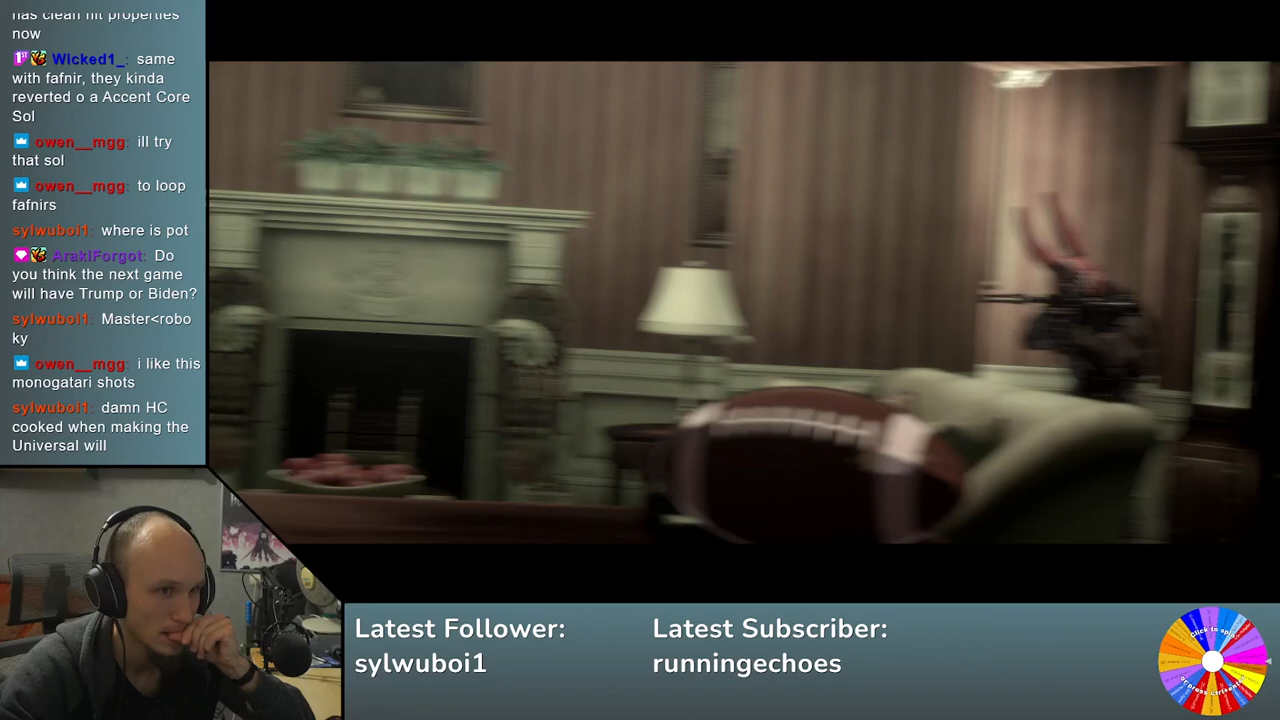 has clean hit properties
now
Wicked1_: same
with fafnir, they kinda
reverted o a Accent Core
Sol
owen__mgg: ill try
that sol
owen__mgg: to loop
fafnirs
sylwuboi1: where is pot
ArakIForgot: Do
you think the next game
will have Trump or Biden?
sylwuboi1: Master<robo
ky
owen__mgg: i like this
monogatari shots
sylwuboi1: damn HC
cooked when making the
Universal will
Latest Follower:
sylwuboi1
Latest Subscriber:
runningechoes
Click to spin